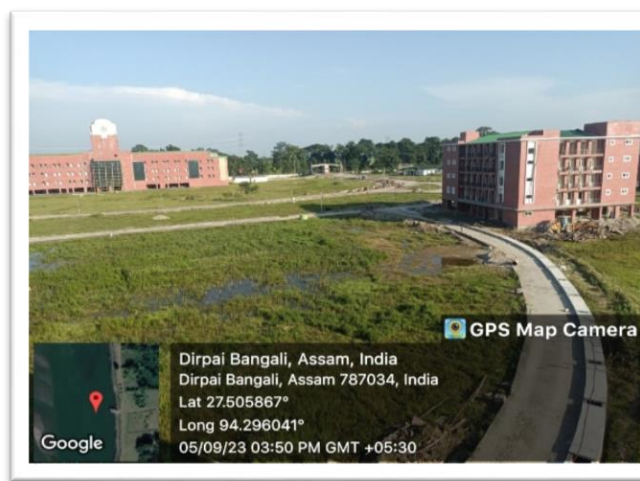 GPS Map Camera
Dirpai Bangali, Assam, India
Dirpai Bangali, Assam 787034, India
Lat 27.505867°
Long 94.296041°
05/09/23 03:50 PM GMT +05:30
Google